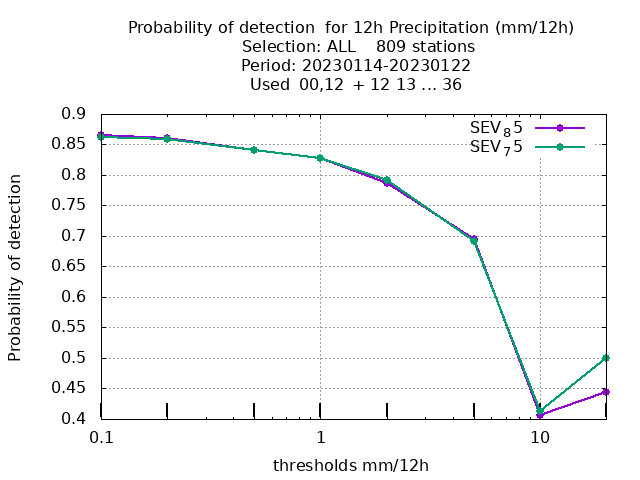 Probability of detection  for 12h Precipitation (mm/12h)
Selection: ALL    809 stations
Period: 20230114-20230122
Used  00,12  + 12 13 ... 36
SEV₈5
SEV₇5
0.9
0.85
0.8
0.75
0.7
0.65
0.6
0.55
0.5
0.45
0.4
Probability of detection
0.1
1
10
thresholds mm/12h